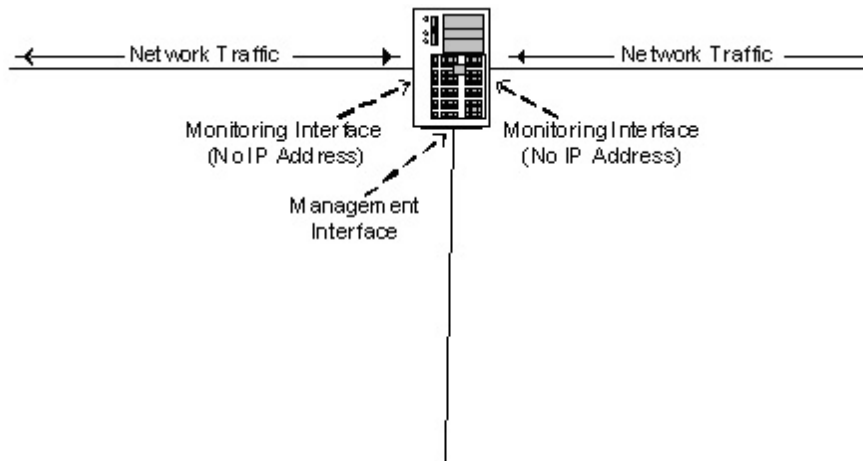 Network Traffic
Network Traffic
Monitoring Interface
(No IP Address)
Monitoring Interface
(No IP Address)
Management
Interface